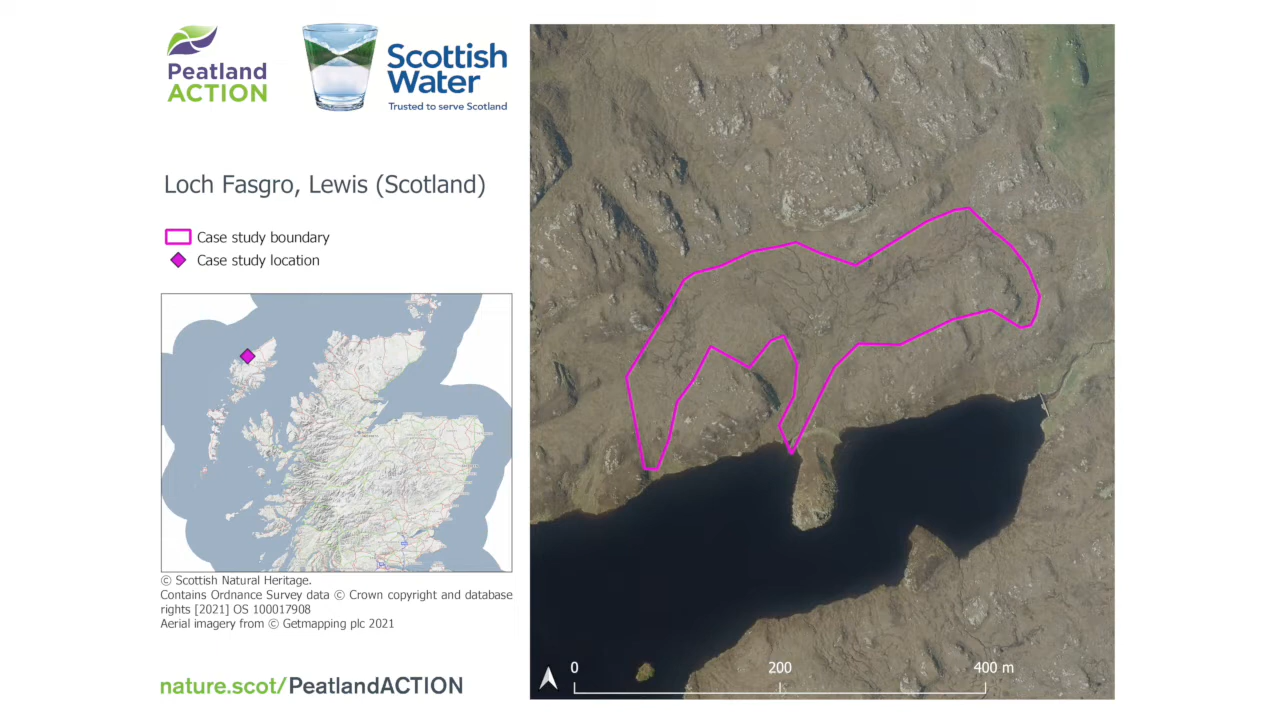 Peatland
ACTION
Scottish
Water
Trusted to serve Scotland
Loch Fasgro, Lewis (Scotland)
Case study boundary
Case study location
© Scottish Natural Heritage.
Contains Ordnance Survey data © Crown copyright and database
rights [2021] OS 100017908
Aerial imagery from © Getmapping plc 2021
nature.scot/PeatlandACTION
0 200 400 m